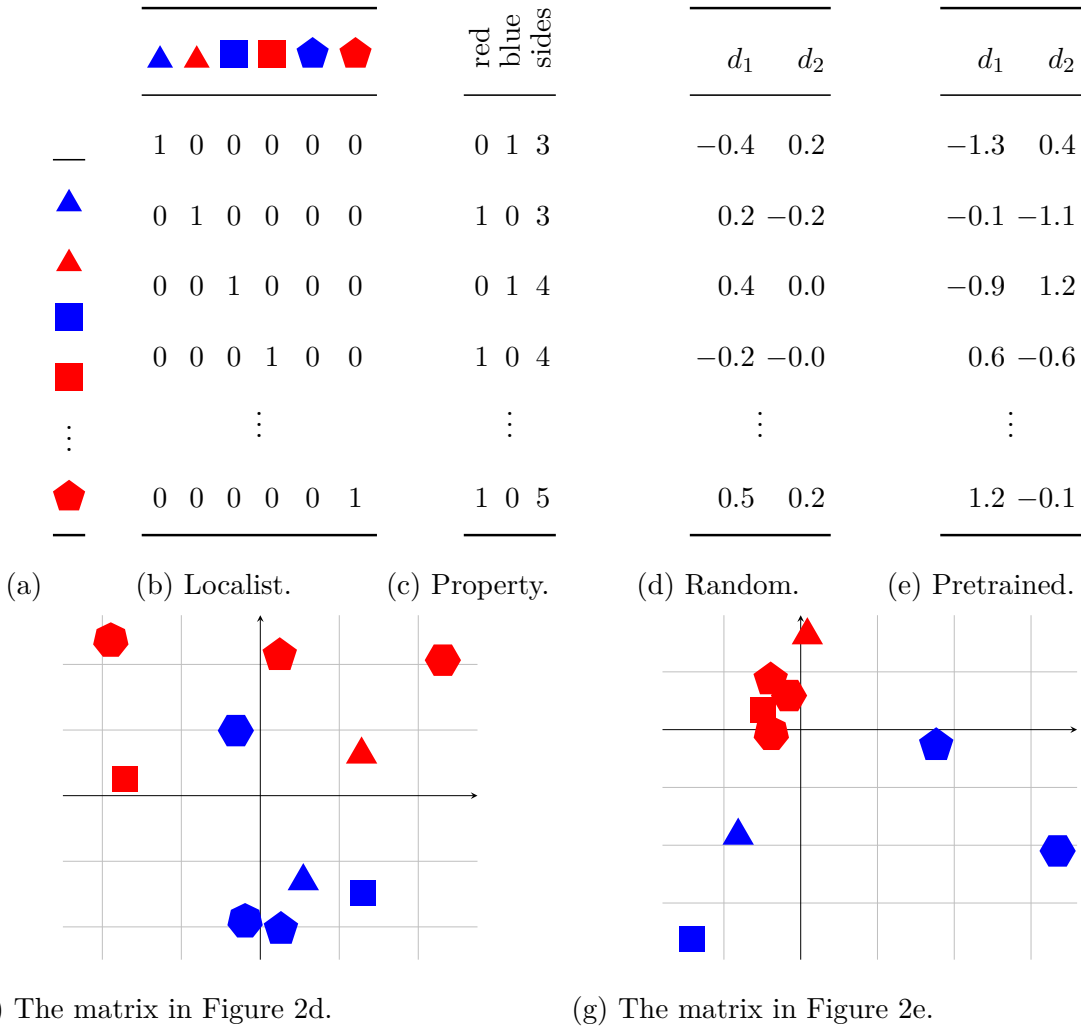 red blue sides
d₁ d₂ d₁ d₂
1 0 0 0 0 0 0 1 3 −0.4 0.2 −1.3 0.4
0 1 0 0 0 0 1 0 3 0.2 −0.2 −0.1 −1.1
0 0 1 0 0 0 0 1 4 0.4 0.0 −0.9 1.2
0 0 0 1 0 0 1 0 4 −0.2 −0.0 0.6 −0.6
⋮ ⋮ ⋮ ⋮ ⋮
0 0 0 0 0 1 1 0 5 0.5 0.2 1.2 −0.1
(a) (b) Localist. (c) Property. (d) Random. (e) Pretrained.
) The matrix in Figure 2d. (g) The matrix in Figure 2e.